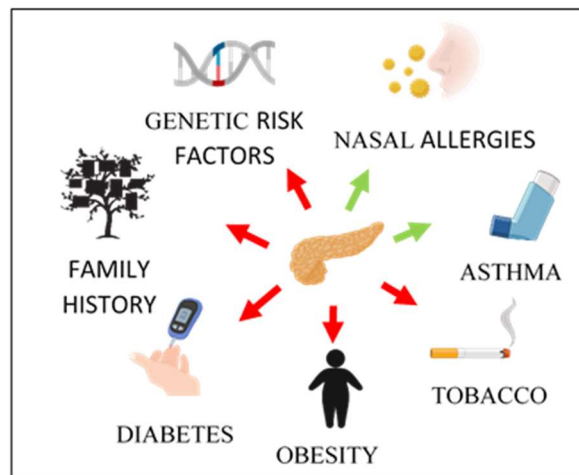 GENETIC RISK
FACTORS
NASAL ALLERGIES
FAMILY
HISTORY
ASTHMA
DIABETES
OBESITY
TOBACCO